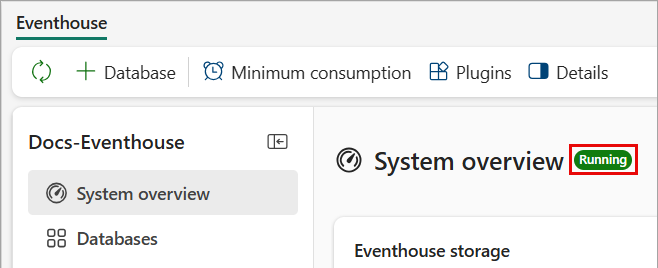 Eventhouse
Database Minimum consumption Plugins Details
Docs-Eventhouse
System overview
Databases
System overview Running
Eventhouse storage